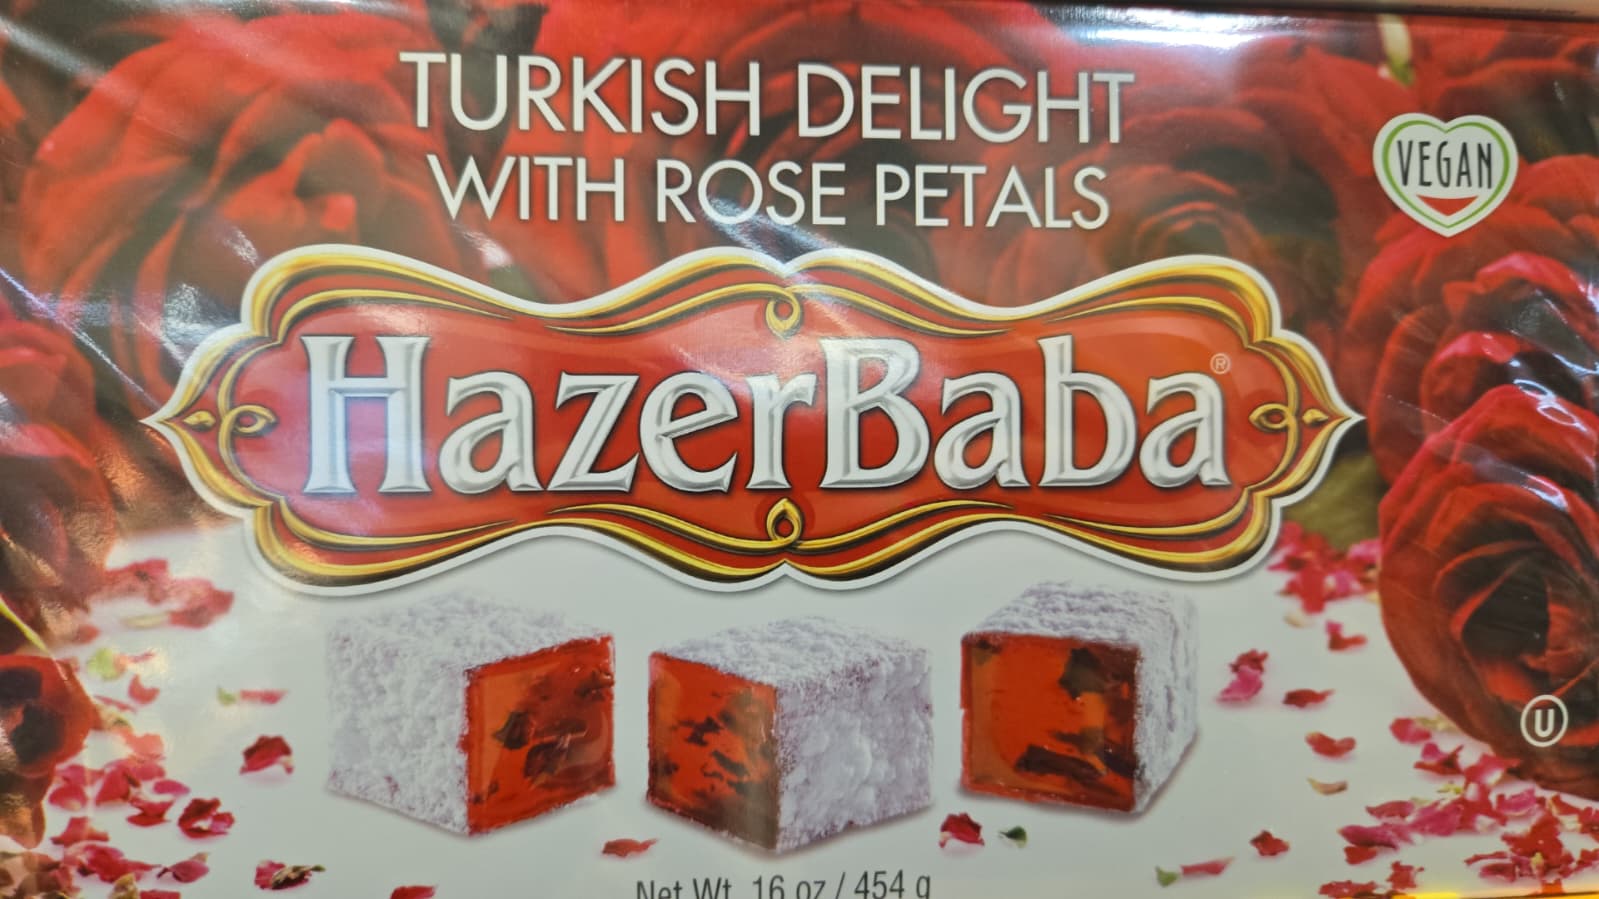 TURKISH DELIGHT
WITH ROSE PETALS
VEGAN
HazerBaba®
U
Net Wt. 16 oz / 454 g